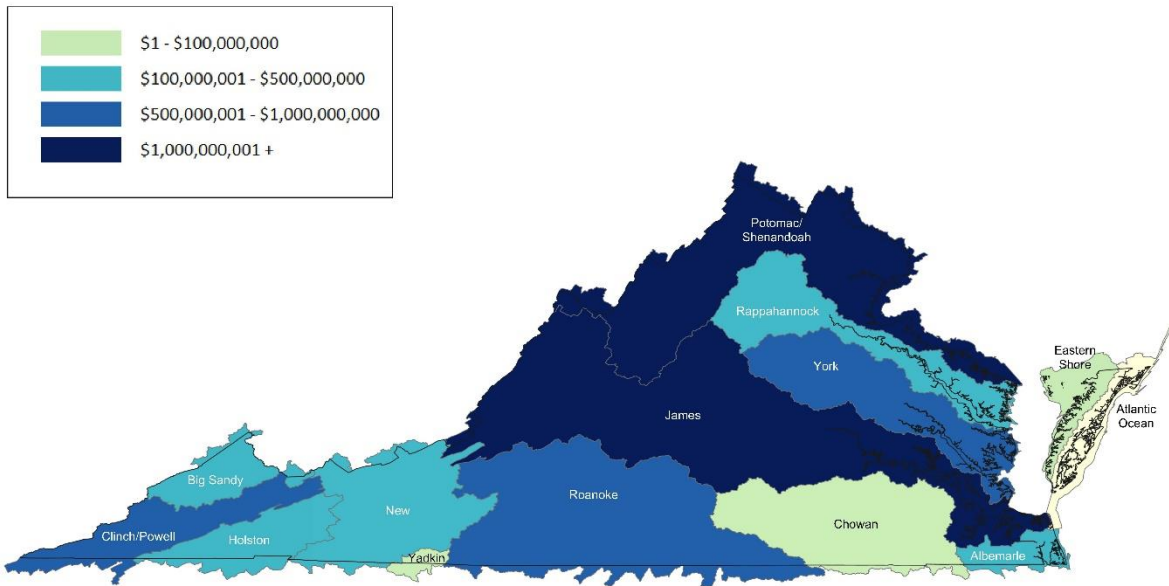 $1 - $100,000,000
$100,000,001 - $500,000,000
$500,000,001 - $1,000,000,000
$1,000,000,001 +
Potomac/
Shenandoah
Rappahannock
York
Eastern
Shore
Atlantic
Ocean
James
Big Sandy
Roanoke
New
Chowan
Clinch/Powell
Holston
Yadkin
Albemarle